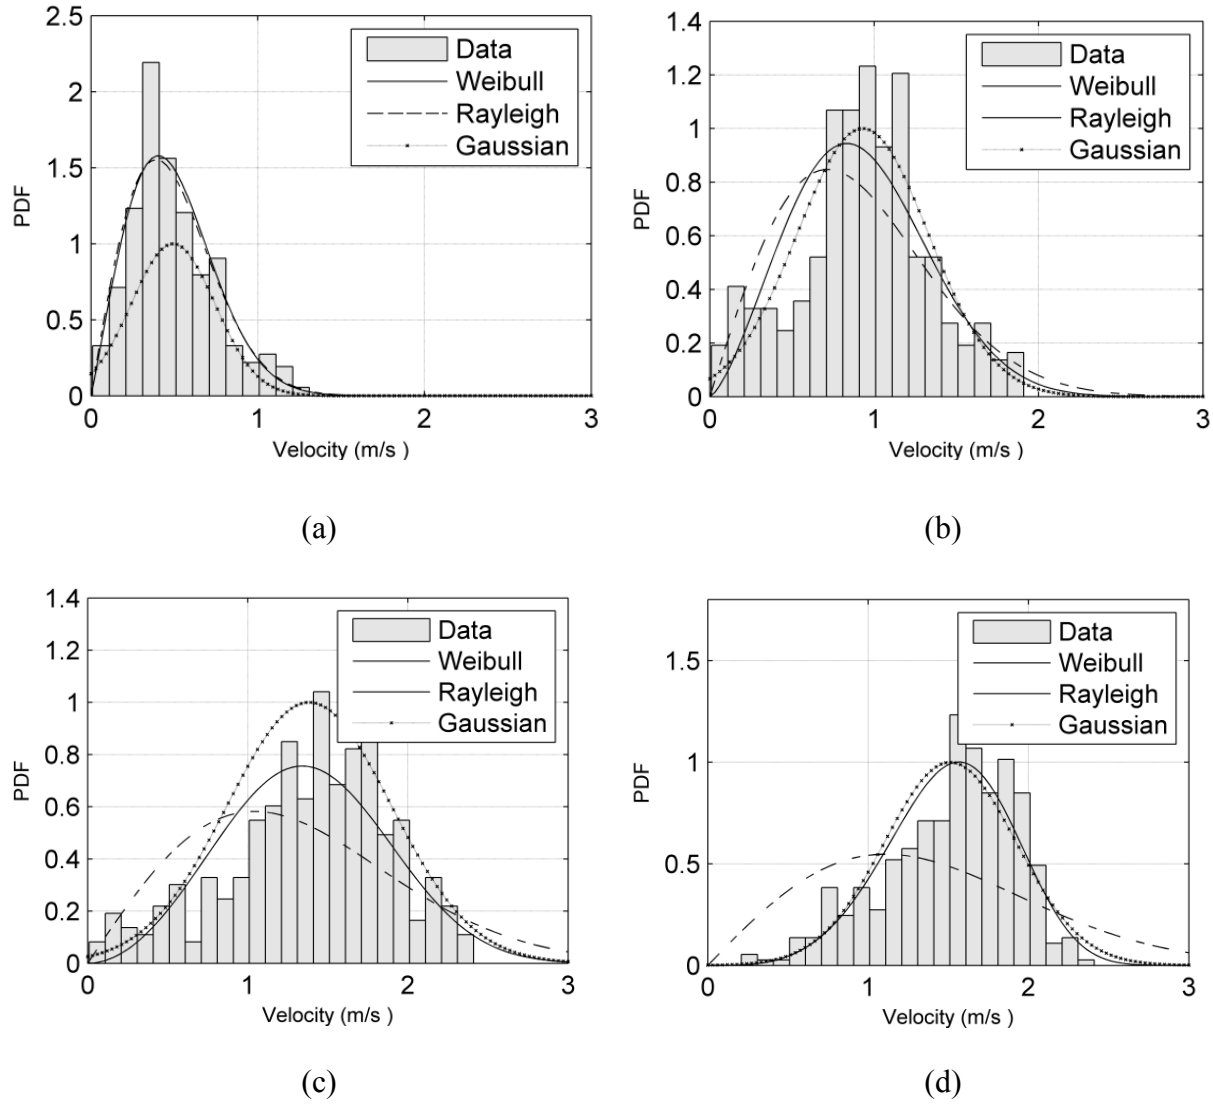 2.5
2
1.5
1
0.5
0
PDF
Data
Weibull
Rayleigh
Gaussian
0 1 2 3
Velocity (m/s )
(a)
1.4
1.2
1
0.8
0.6
0.4
0.2
0
PDF
Data
Weibull
Rayleigh
Gaussian
0 1 2 3
Velocity (m/s )
(b)
1.4
1.2
1
0.8
0.6
0.4
0.2
0
PDF
Data
Weibull
Rayleigh
Gaussian
0 1 2 3
Velocity (m/s )
(c)
1.5
1
0.5
0
PDF
Data
Weibull
Rayleigh
Gaussian
0 1 2 3
Velocity (m/s )
(d)